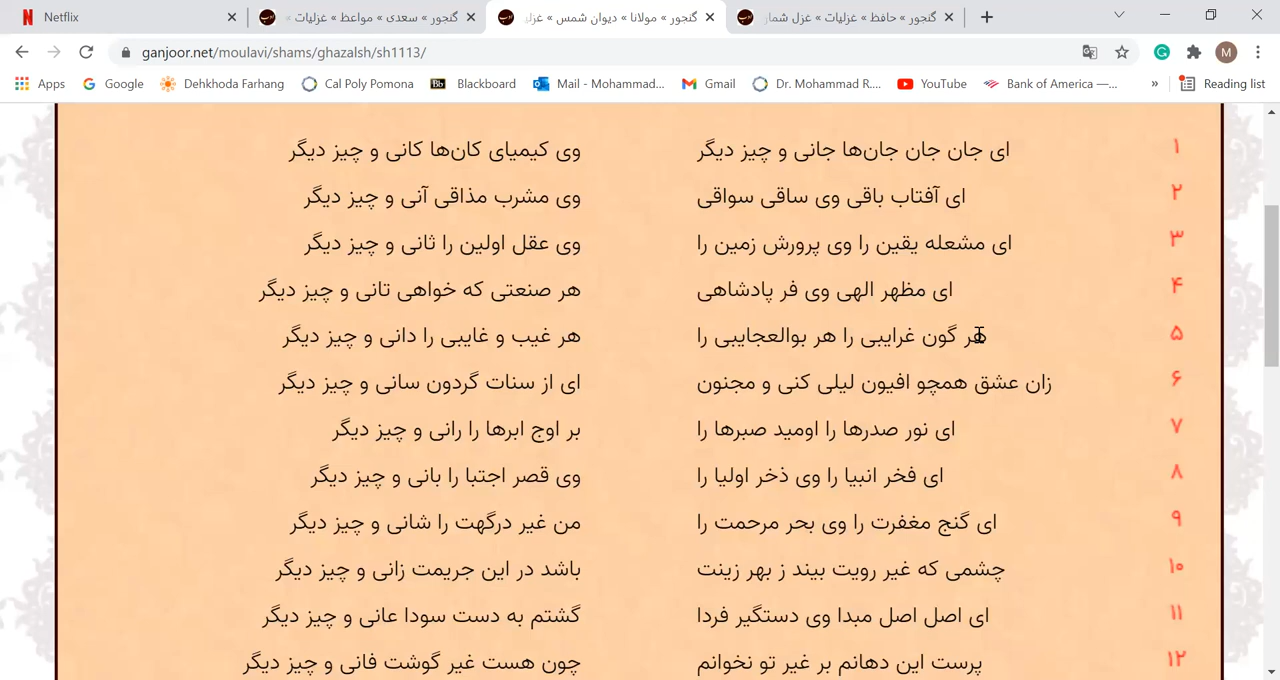 Netflix
گنجور » سعدی » مواعظ » غزلیات »
گنجور » مولانا » دیوان شمس » غزلیا
گنجور » حافظ » غزلیات » غزل شمار
ganjoor.net/moulavi/shams/ghazalsh/sh1113/
M
Apps Google Dehkhoda Farhang Cal Poly Pomona Bb Blackboard Mail - Mohammad... Gmail Dr. Mohammad R.... YouTube Bank of America —... » Reading list
۱ ای جان جان جان‌ها جانی و چیز دیگر وی کیمیای کان‌ها کانی و چیز دیگر
۲ ای آفتاب باقی وی ساقی سواقی وی مشرب مذاقی آنی و چیز دیگر
۳ ای مشعله یقین را وی پرورش زمین را وی عقل اولین را ثانی و چیز دیگر
۴ ای مظهر الهی وی فر پادشاهی هر صنعتی که خواهی تانی و چیز دیگر
۵ هر گون غرایبی را هر بوالعجایبی را هر غیب و غایبی را دانی و چیز دیگر
۶ زان عشق همچو افیون لیلی کنی و مجنون ای از سنات گردون سانی و چیز دیگر
۷ ای نور صدرها را اومید صبرها را بر اوج ابرها را رانی و چیز دیگر
۸ ای فخر انبیا را وی ذخر اولیا را وی قصر اجتبا را بانی و چیز دیگر
۹ ای گنج مغفرت را وی بحر مرحمت را من غیر درگهت را شانی و چیز دیگر
۱۰ چشمی که غیر رویت بیند ز بهر زینت باشد در این جریمت زانی و چیز دیگر
۱۱ ای اصل اصل مبدا وی دستگیر فردا گشتم به دست سودا عانی و چیز دیگر
۱۲ پرست این دهانم بر غیر تو نخوانم چون هست غیر گوشت فانی و چیز دیگر